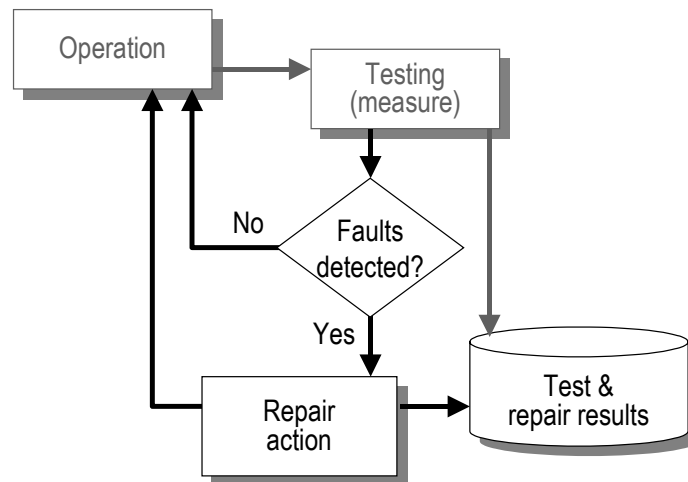 Operation
Testing
(measure)
No
Faults
detected?
Yes
Repair
action
Test &
repair results